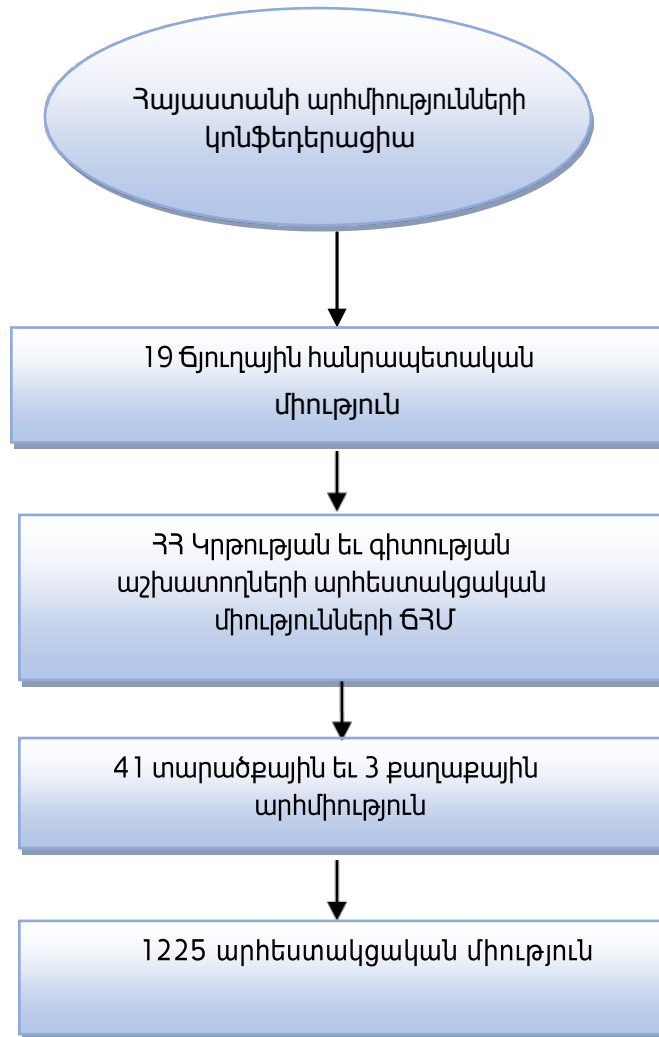 Հայաստանի արհմիությունների
կոնֆեդերացիա
19 Ճյուղային հանրապետական
միություն
ՀՀ Կրթության եւ գիտության
աշխատողների արհեստակցական
միությունների ՃՀՄ
41 տարածքային եւ 3 քաղաքային
արհմիություն
1225 արհեստակցական միություն